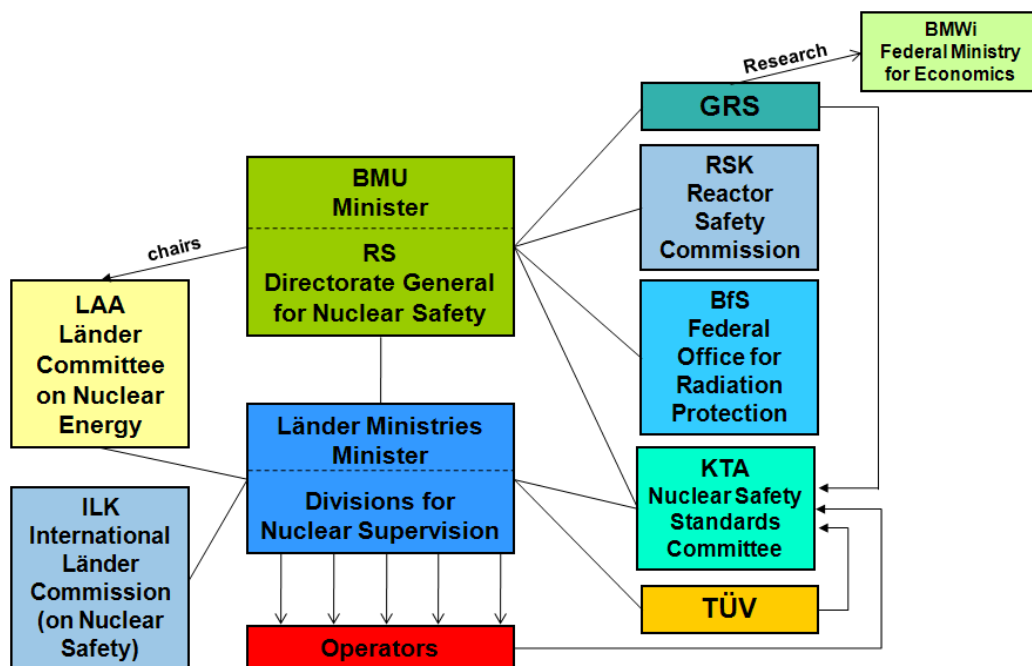 BMWi
Federal Ministry
for Economics
Research
GRS
BMU
Minister
RS
Directorate General
for Nuclear Safety
RSK
Reactor
Safety
Commission
chairs
LAA
Länder
Committee
on Nuclear
Energy
BfS
Federal
Office for
Radiation
Protection
Länder Ministries
Minister
Divisions for
Nuclear Supervision
KTA
Nuclear Safety
Standards
Committee
ILK
International
Länder
Commission
(on Nuclear
Safety)
TÜV
Operators